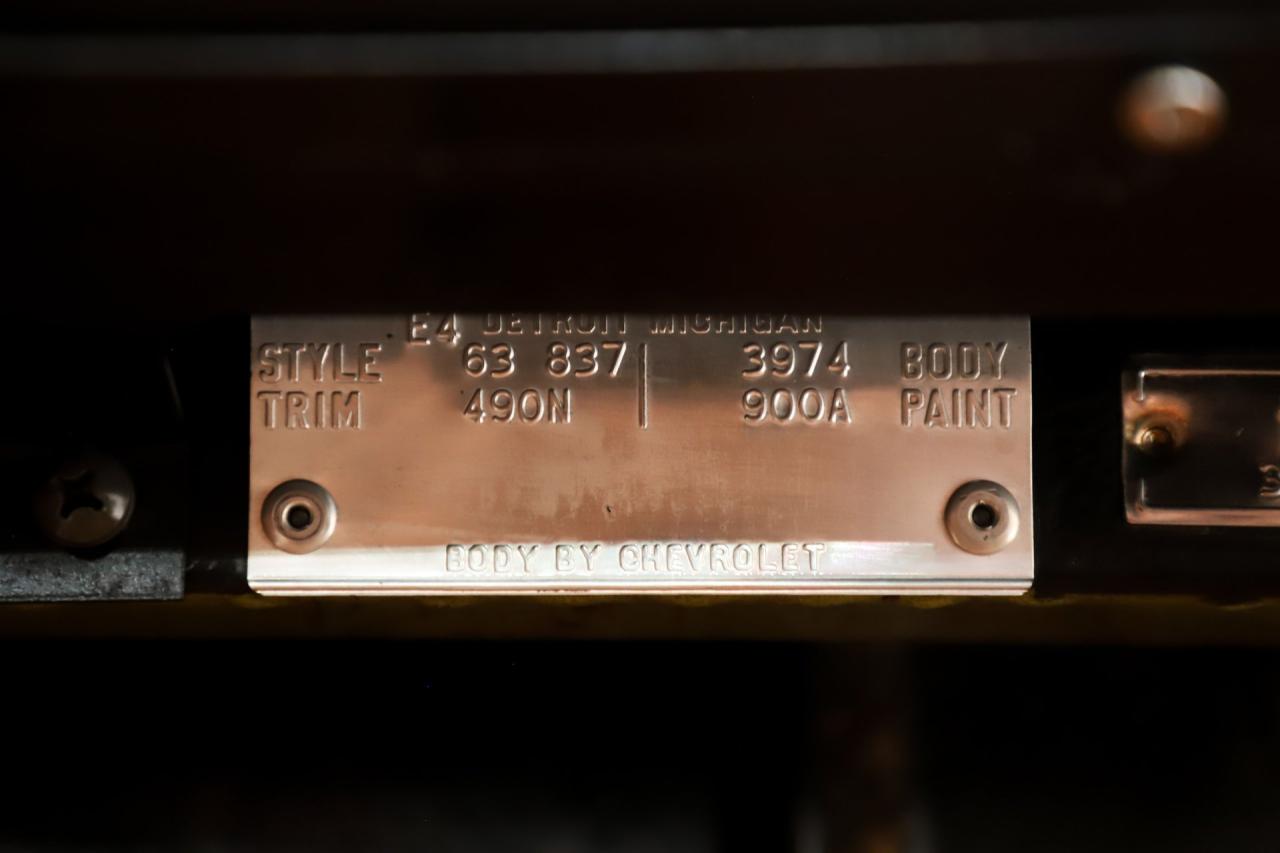 E4 DETROIT MICHIGAN
STYLE 63 837 3974 BODY
TRIM 490N 900A PAINT
BODY BY CHEVROLET